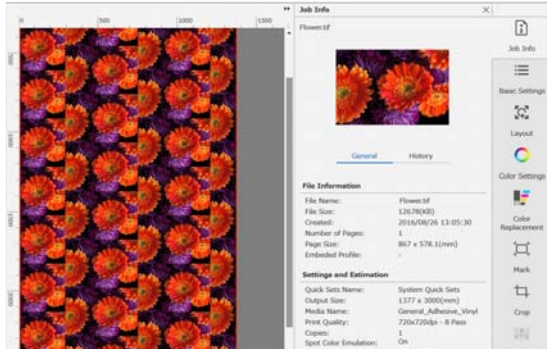 Job Info
Flower.tif
General
History
File Information
File Name: Flower.tif
File Size: 12678(KB)
Created: 2016/08/26 13:05:30
Number of Pages: 1
Page Size: 867 x 578.1(mm)
Embeded Profile: -
Settings and Estimation
Quick Sets Name: System Quick Sets
Output Size: 1377 x 3000(mm)
Media Name: General_Adhesive_Vinyl
Print Quality: 720x720dpi - 8 Pass
Copies: 1
Spot Color Emulation: On
Job Info
Basic Settings
Layout
Color Settings
Color
Replacement
Mark
Crop
0
500
1000
1500
500
1000
1500